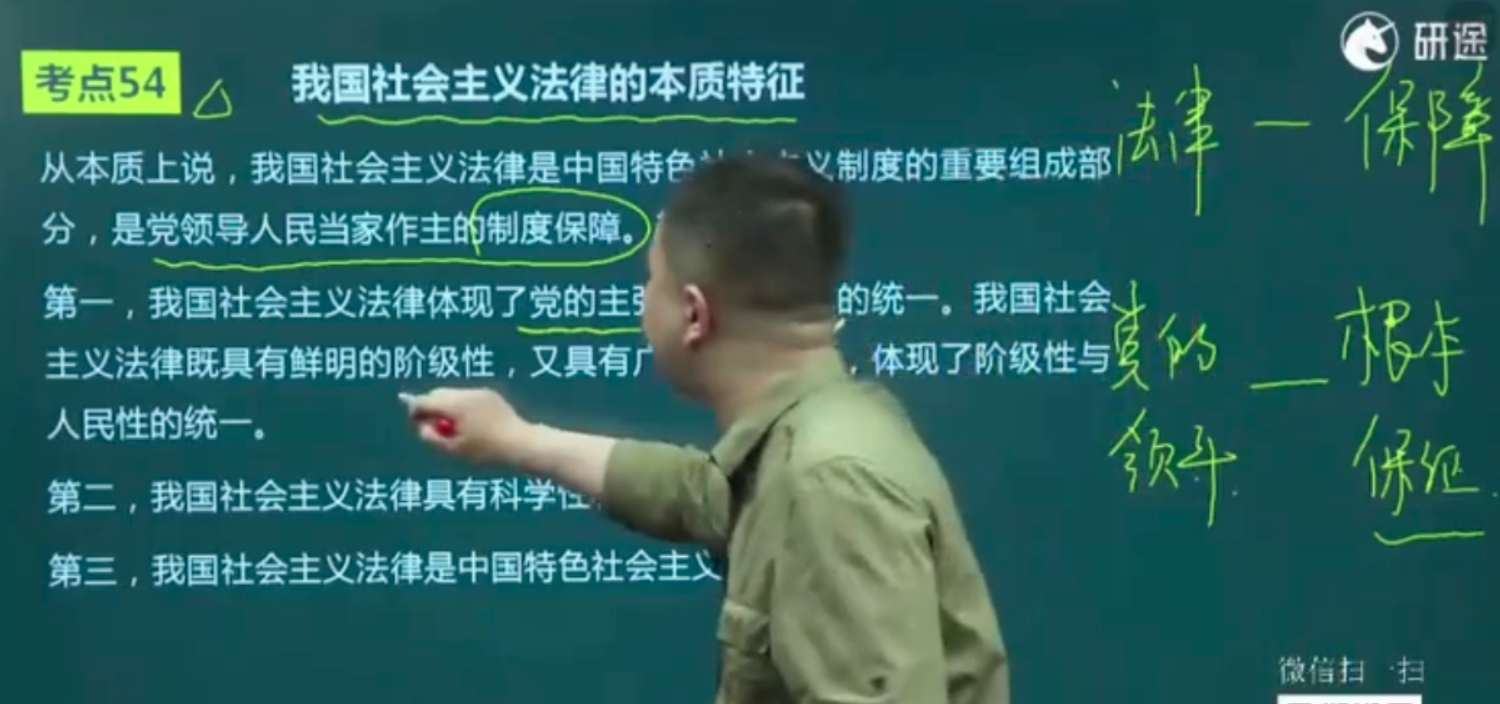 研途
考点54
我国社会主义法律的本质特征
从本质上说，我国社会主义法律是中国特色 义制度的重要组成部
分，是党领导人民当家作主的制度保障。
第一，我国社会主义法律体现了党的主 的统一。我国社会
主义法律既具有鲜明的阶级性，又具有 ，体现了阶级性与
人民性的统一。
第二，我国社会主义法律具有科学性
第三，我国社会主义法律是中国特色社会主义
法律 — 保障
党的 — 根本
领导 保证
微信扫一扫